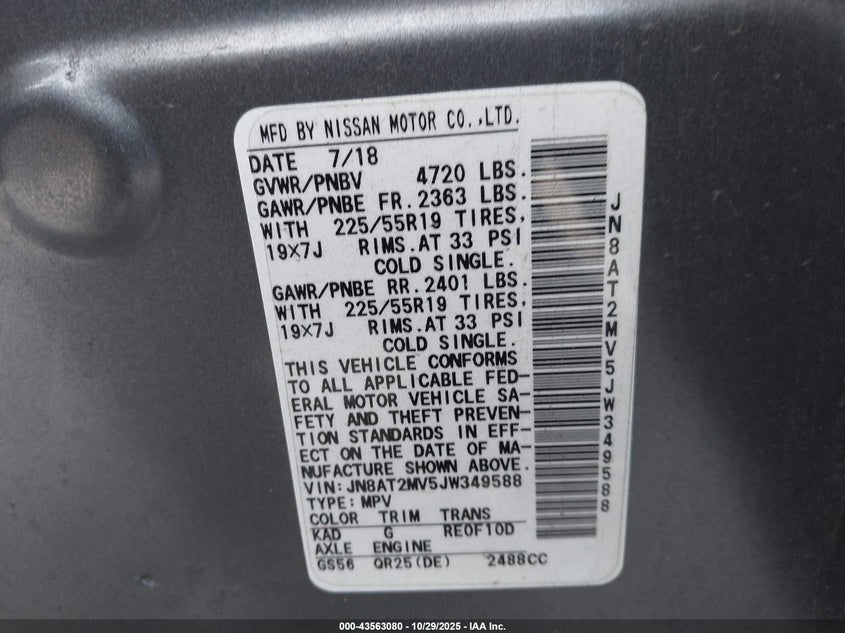 MFD BY NISSAN MOTOR CO.,LTD.
DATE 7/18
GVWR/PNBV 4720 LBS.
GAWR/PNBE FR.2363 LBS.
WITH 225/55R19 TIRES,
19×7J RIMS.AT 33 PSI
COLD SINGLE.
GAWR/PNBE RR.2401 LBS.
WITH 225/55R19 TIRES,
19×7J RIMS.AT 33 PSI
COLD SINGLE.
THIS VEHICLE CONFORMS
TO ALL APPLICABLE FED-
ERAL MOTOR VEHICLE SA-
FETY AND THEFT PREVEN-
TION STANDARDS IN EFF-
ECT ON THE DATE OF MA-
NUFACTURE SHOWN ABOVE.
VIN:JN8AT2MV5JW349588
TYPE:MPV
COLOR TRIM TRANS
KAD G RE0F10D
AXLE ENGINE
GS56 QR25(DE) 2488CC
JN8AT2MV5JW349588
000-43563080 - 10/29/2025 - IAA Inc.